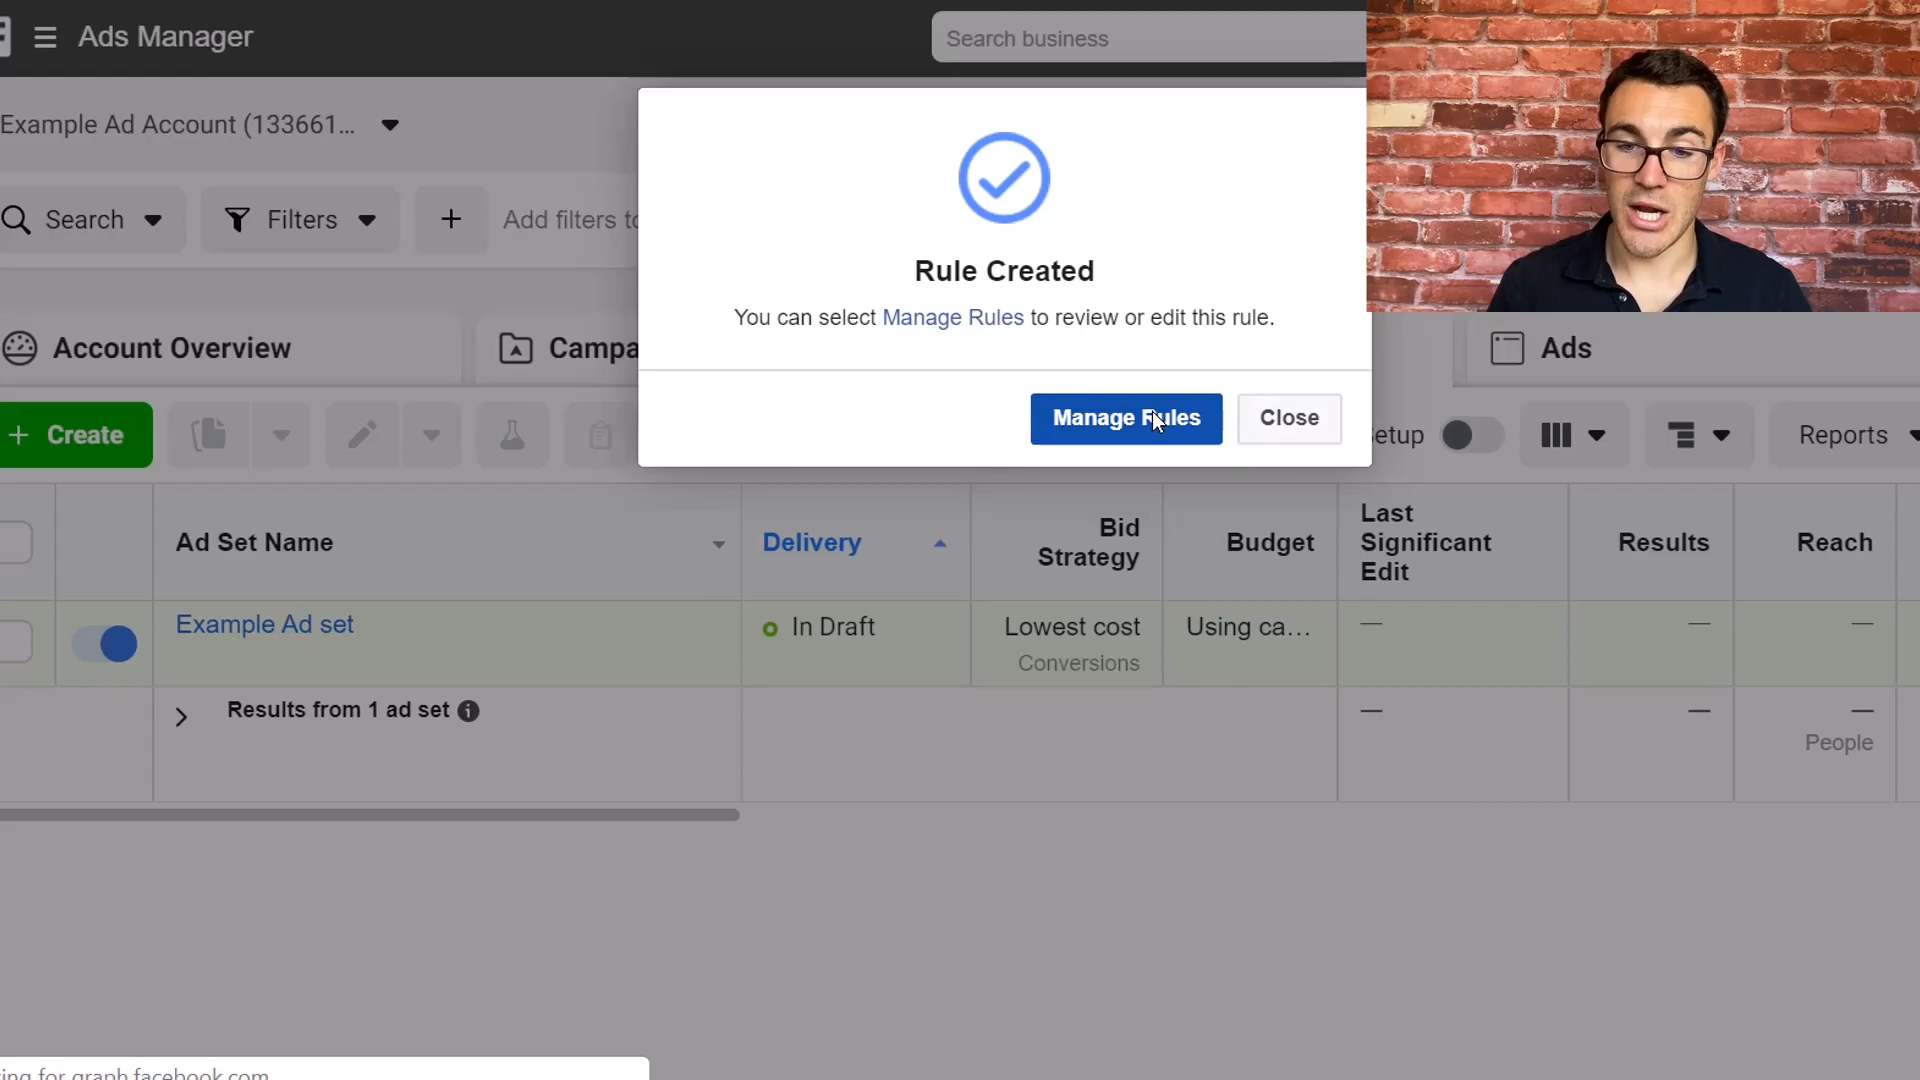 Ads Manager
Search business
Example Ad Account (133661...
Search
Filters
+
Add filters to
Rule Created
You can select Manage Rules to review or edit this rule.
Manage Rules
Close
Account Overview
Campa
Ads
+ Create
etup
Reports
Ad Set Name
Delivery
Bid Strategy
Budget
Last Significant Edit
Results
Reach
Example Ad set
In Draft
Lowest cost
Conversions
Using ca...
—
—
—
Results from 1 ad set
—
—
—
People
ing for graph.facebook.com